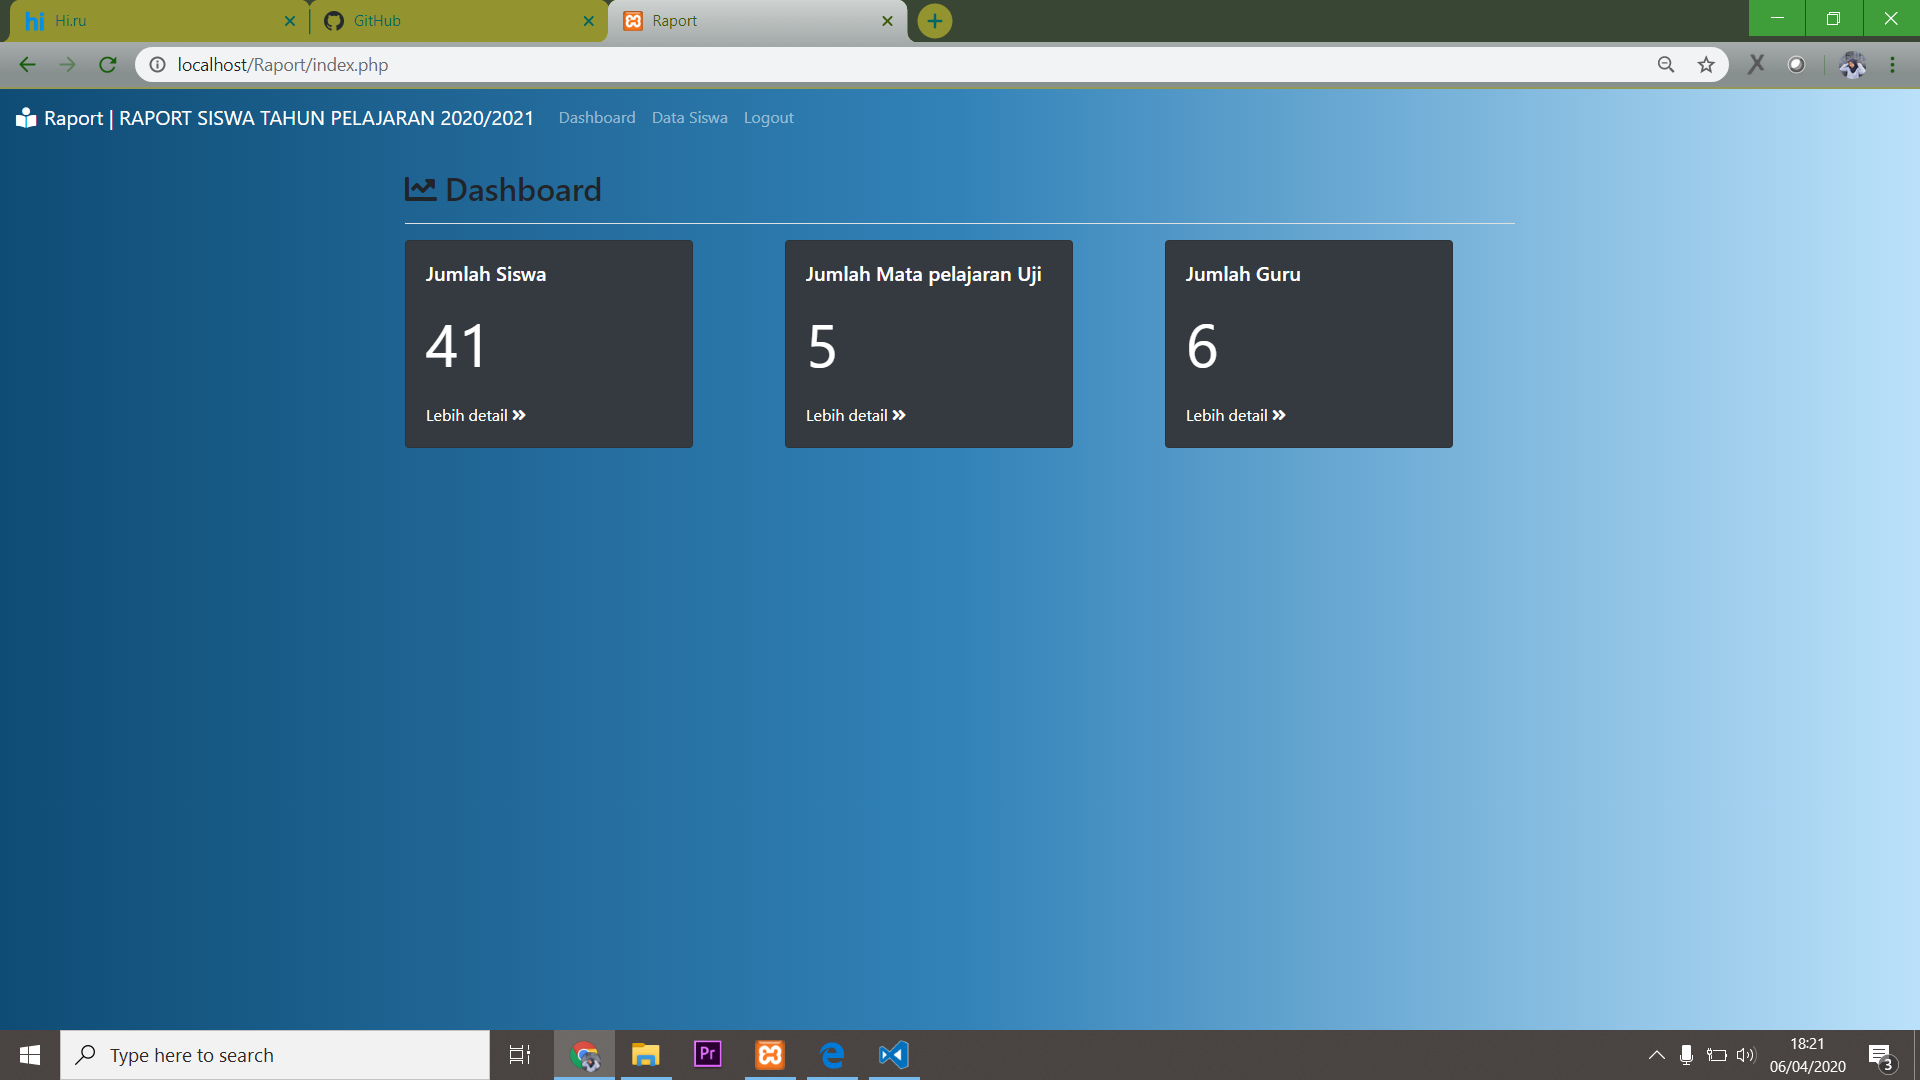 hi Hi.ru
GitHub
Raport
localhost/Raport/index.php
Raport | RAPORT SISWA TAHUN PELAJARAN 2020/2021
Dashboard
Data Siswa
Logout
Dashboard
Jumlah Siswa
41
Lebih detail
Jumlah Mata pelajaran Uji
5
Lebih detail
Jumlah Guru
6
Lebih detail
Type here to search
Pr
18:21
06/04/2020
3